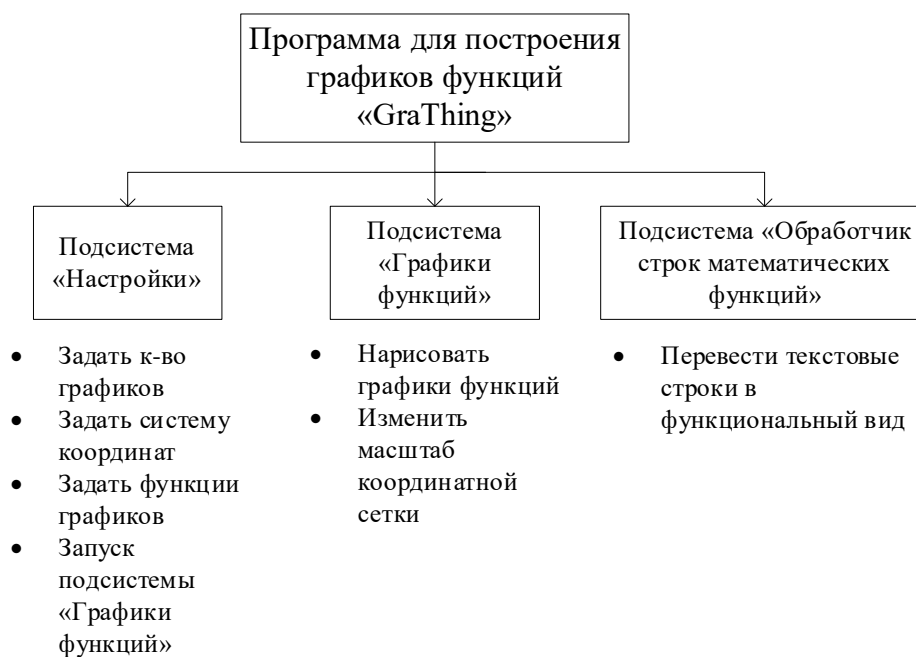 Программа для построения
графиков функций
«GraThing»
Подсистема
«Настройки»
Подсистема
«Графики
функций»
Подсистема «Обработчик
строк математических
функций»
• Задать к-во
графиков
• Задать систему
координат
• Задать функции
графиков
• Запуск
подсистемы
«Графики
функций»
• Нарисовать
графики функций
• Изменить
масштаб
координатной
сетки
• Перевести текстовые
строки в
функциональный вид